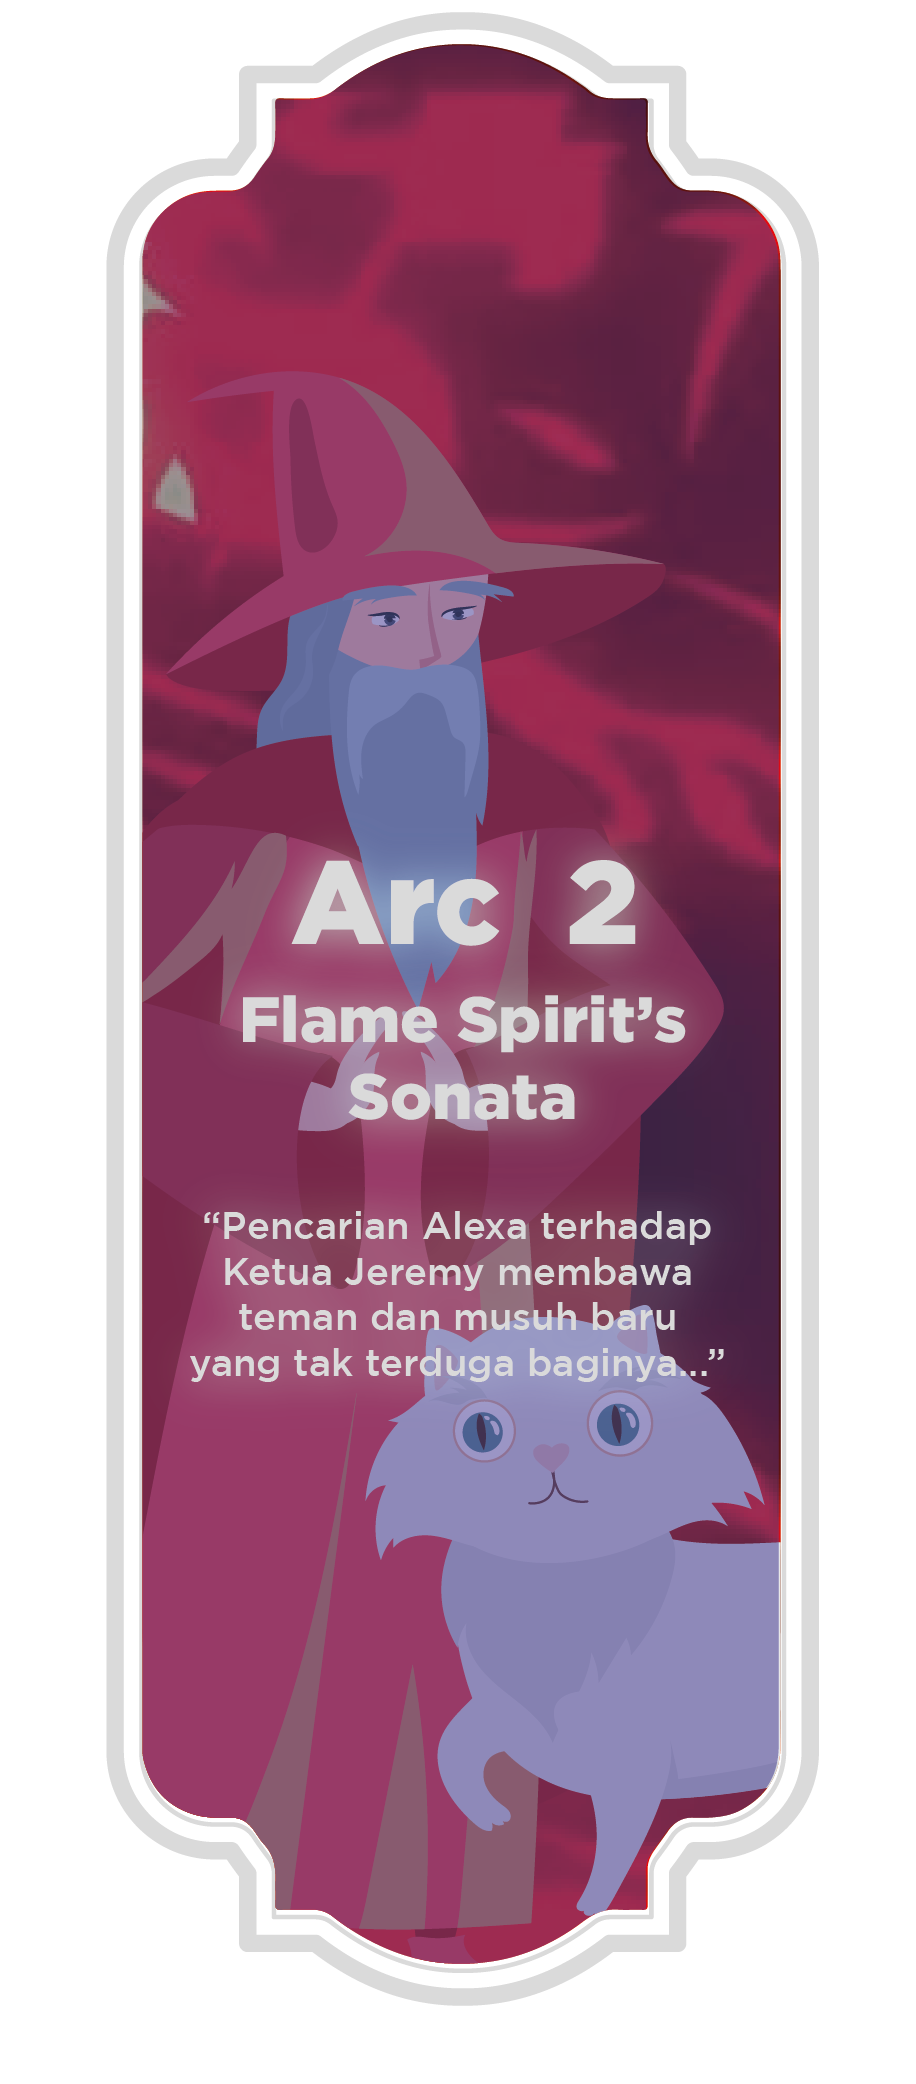 Arc 2
Flame Spirit’s
Sonata
“Pencarian Alexa terhadap
Ketua Jeremy membawa
teman dan musuh baru
yang tak terduga baginya...”